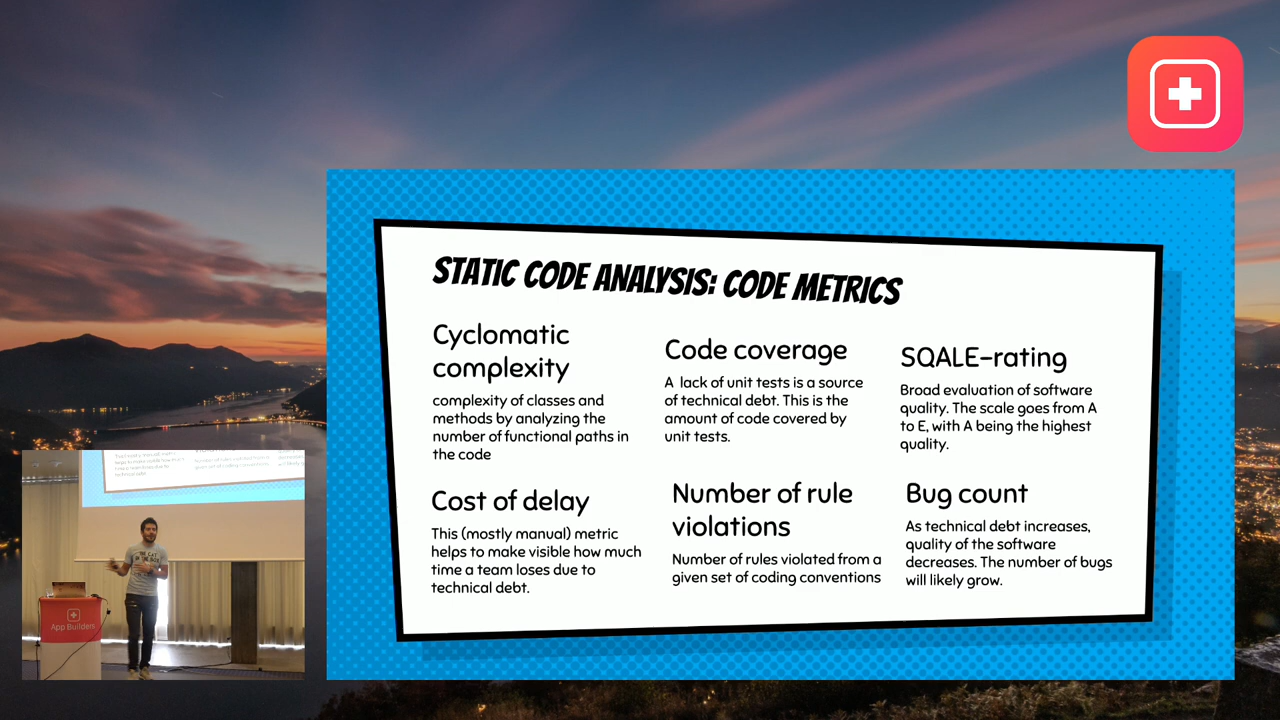 STATIC CODE ANALYSIS: CODE METRICS
Cyclomatic
complexity
complexity of classes and
methods by analyzing the
number of functional paths in
the code
Code coverage
A lack of unit tests is a source
of technical debt. This is the
amount of code covered by
unit tests.
SQALE-rating
Broad evaluation of software
quality. The scale goes from A
to E, with A being the highest
quality.
Cost of delay
This (mostly manual) metric
helps to make visible how much
time a team loses due to
technical debt.
Number of rule
violations
Number of rules violated from a
given set of coding conventions
Bug count
As technical debt increases,
quality of the software
decreases. The number of bugs
will likely grow.
App Builders